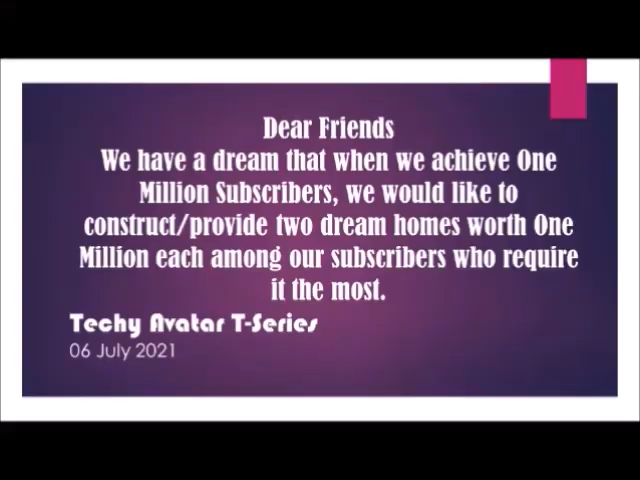 Dear Friends
We have a dream that when we achieve One
Million Subscribers, we would like to
construct/provide two dream homes worth One
Million each among our subscribers who require
it the most.
Techy Avatar T-Series
06 July 2021